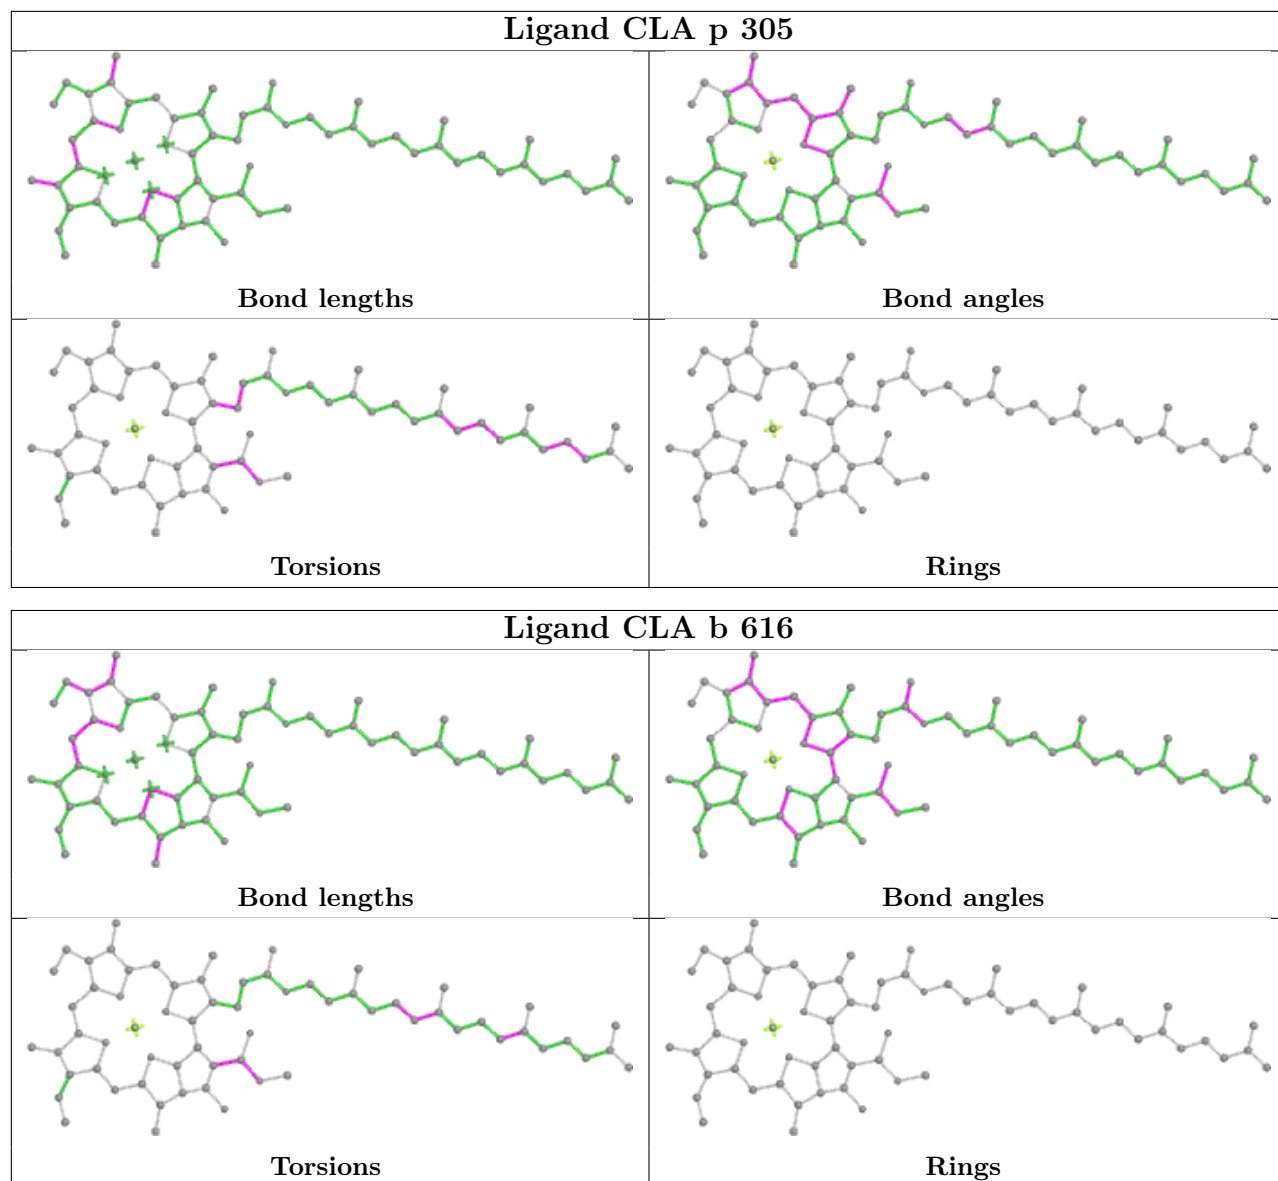 Ligand CLA p 305
Bond lengths
Bond angles
Torsions
Rings
Ligand CLA b 616
Bond lengths
Bond angles
Torsions
Rings